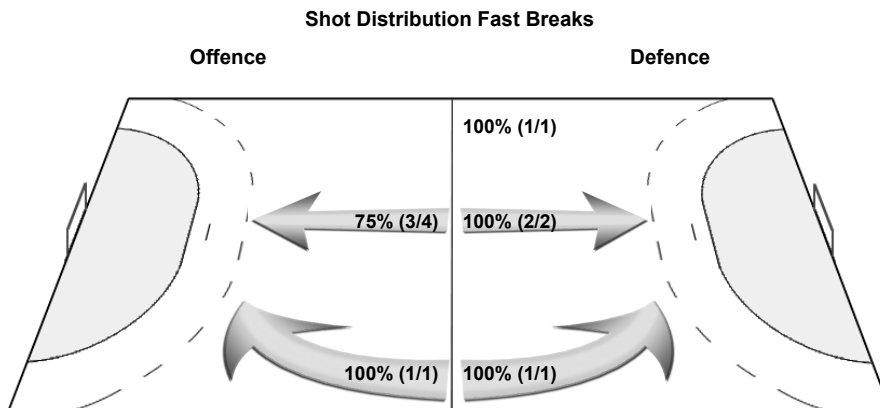 Shot Distribution Fast Breaks
Offence Defence
100% (1/1)
75% (3/4) 100% (2/2)
100% (1/1) 100% (1/1)